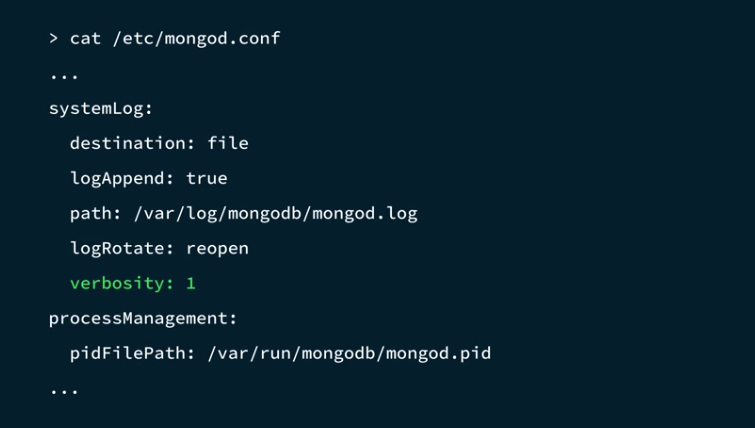 > cat /etc/mongod.conf
...
systemLog:
destination: file
logAppend: true
path: /var/log/mongodb/mongod.log
logRotate: reopen
verbosity: 1
processManagement:
pidFilePath: /var/run/mongodb/mongod.pid
...